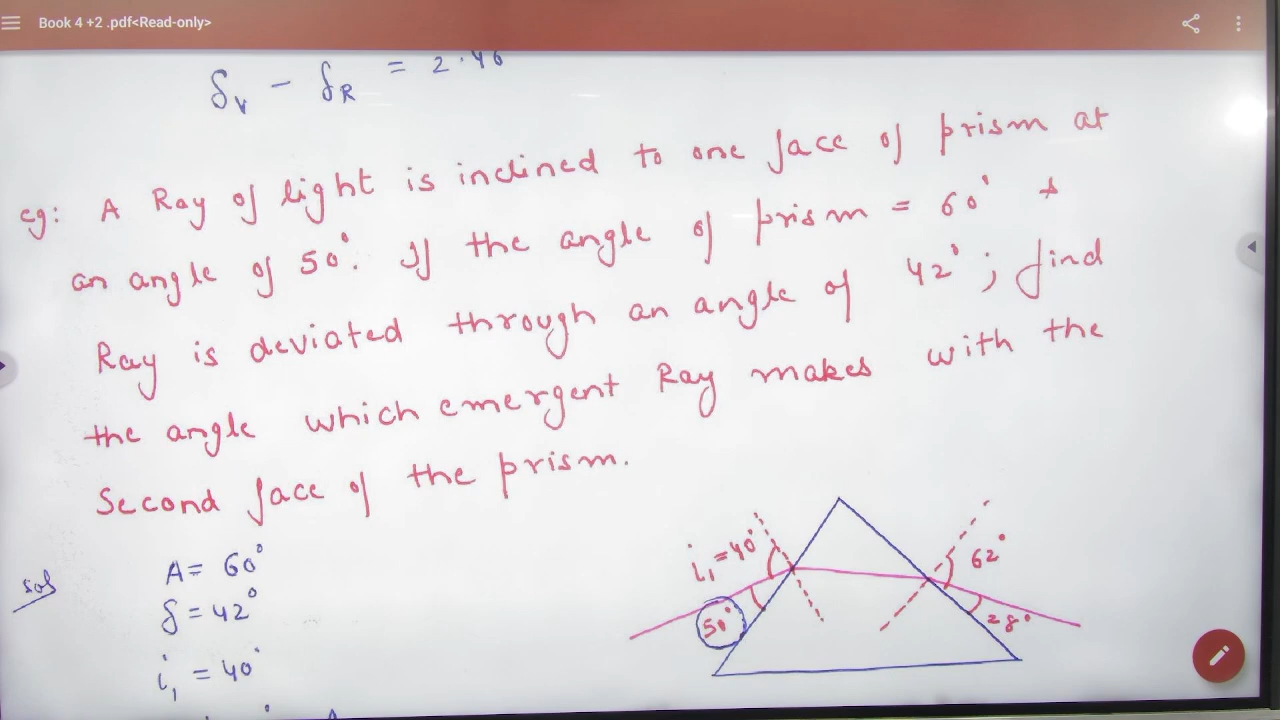 Book 4 +2 .pdf<Read-only>
δv - δR = 2.46
eg: A Ray of light is inclined to one face of prism at
an angle of 50°. If the angle of prism = 60° &
Ray is deviated through an angle of 42°; find
the angle which emergent Ray makes with the
Second face of the prism.
Sol
A = 60°
δ = 42°
i₁ = 40°
i₁ = 40°
50°
62°
28°